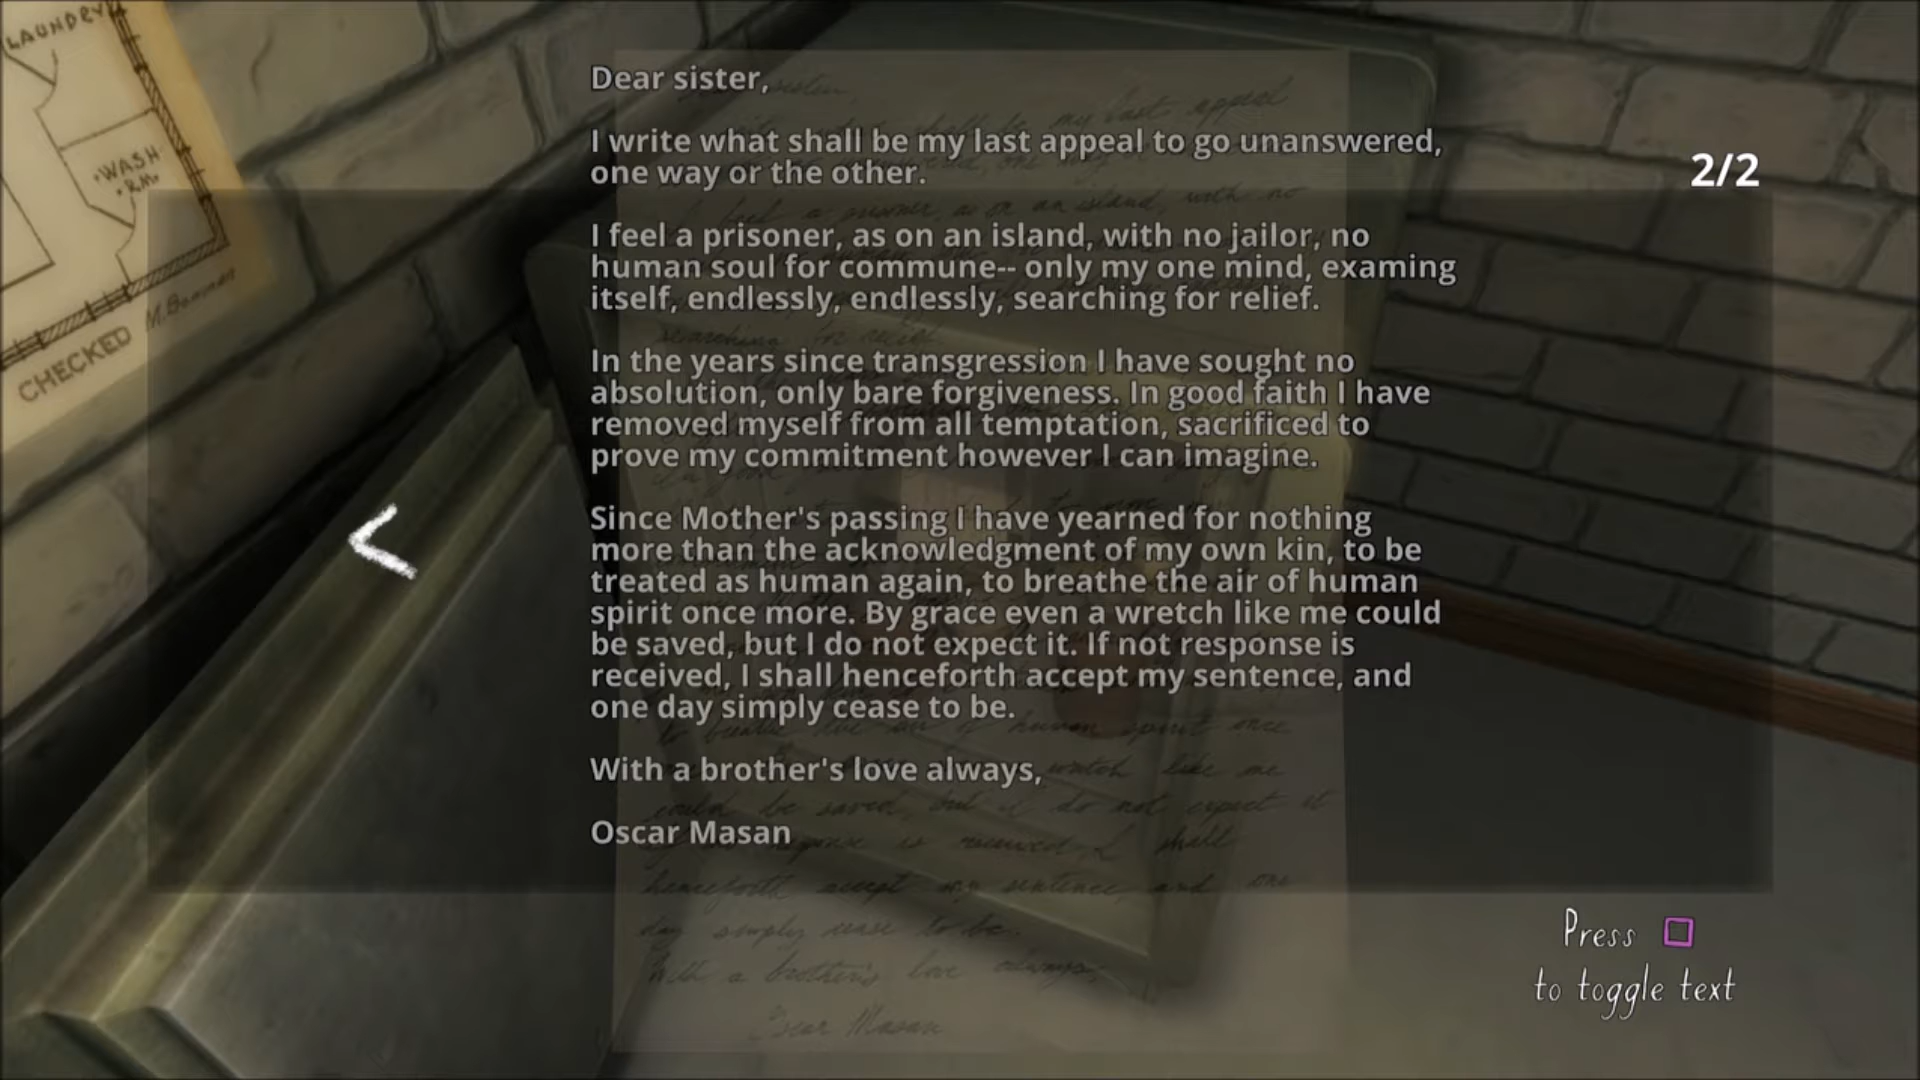 LAUNDRY
WASH
RM
CHECKED
Dear sister,
I write what shall be my last appeal to go unanswered,
one way or the other.
I feel a prisoner, as on an island, with no jailor, no
human soul for commune-- only my one mind, examing
itself, endlessly, endlessly, searching for relief.
In the years since transgression I have sought no
absolution, only bare forgiveness. In good faith I have
removed myself from all temptation, sacrificed to
prove my commitment however I can imagine.
Since Mother's passing I have yearned for nothing
more than the acknowledgment of my own kin, to be
treated as human again, to breathe the air of human
spirit once more. By grace even a wretch like me could
be saved, but I do not expect it. If not response is
received, I shall henceforth accept my sentence, and
one day simply cease to be.
With a brother's love always,
Oscar Masan
2/2
Press
to toggle text